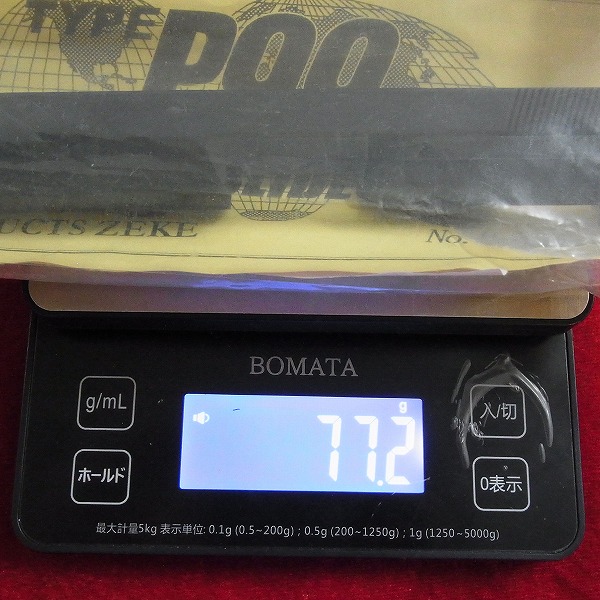 TYPE
POO
UCTS ZEKE
No.
BOMATA
g/mL
g
77.2
入/切
ホールド
0表示
最大計量5kg 表示単位: 0.1g (0.5~200g) ; 0.5g (200~1250g) ; 1g (1250~5000g)